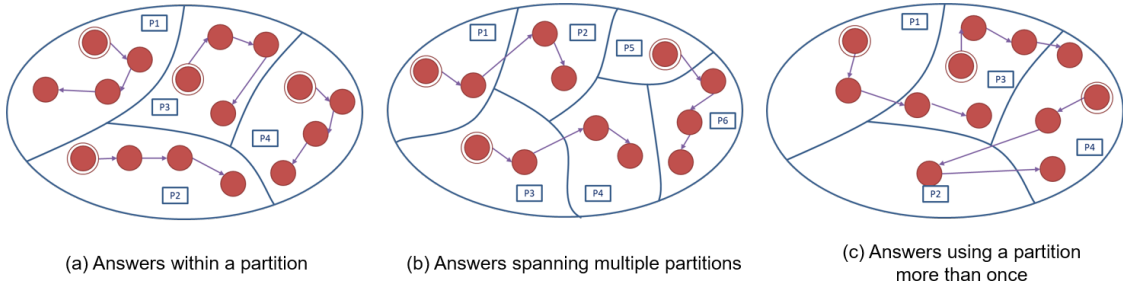 P1
P3
P4
P2
(a) Answers within a partition
P1
P2
P5
P6
P3
P4
(b) Answers spanning multiple partitions
P1
P3
P4
P2
(c) Answers using a partition
more than once